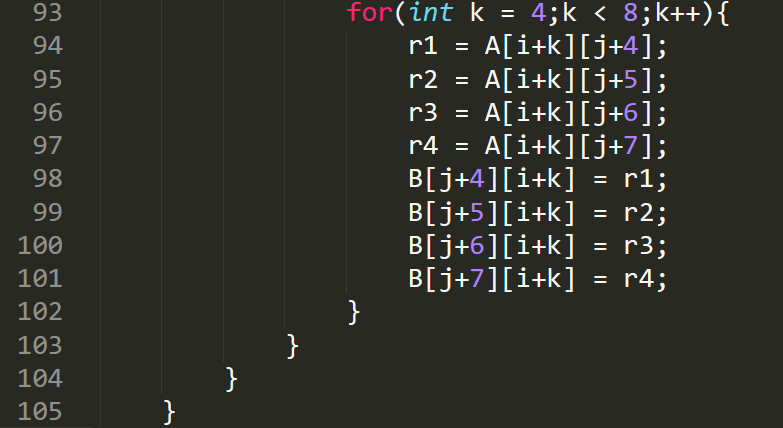 93 for(int k = 4;k < 8;k++){
94 r1 = A[i+k][j+4];
95 r2 = A[i+k][j+5];
96 r3 = A[i+k][j+6];
97 r4 = A[i+k][j+7];
98 B[j+4][i+k] = r1;
99 B[j+5][i+k] = r2;
100 B[j+6][i+k] = r3;
101 B[j+7][i+k] = r4;
102 }
103 }
104 }
105 }